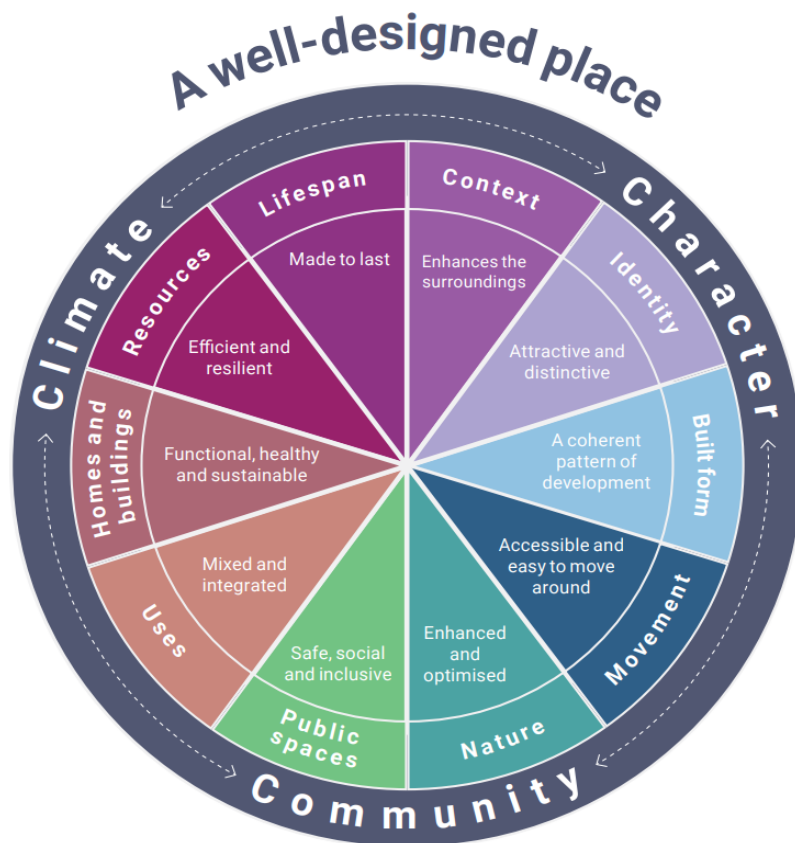 A well-designed place
Climate
Character
Community
Context
Enhances the
surroundings
Identity
Attractive and
distinctive
Built form
A coherent
pattern of
development
Movement
Accessible and
easy to move
around
Nature
Enhanced
and
optimised
Public
spaces
Safe, social
and inclusive
Uses
Mixed and
integrated
Homes and
buildings
Functional, healthy
and sustainable
Resources
Efficient and
resilient
Lifespan
Made to last